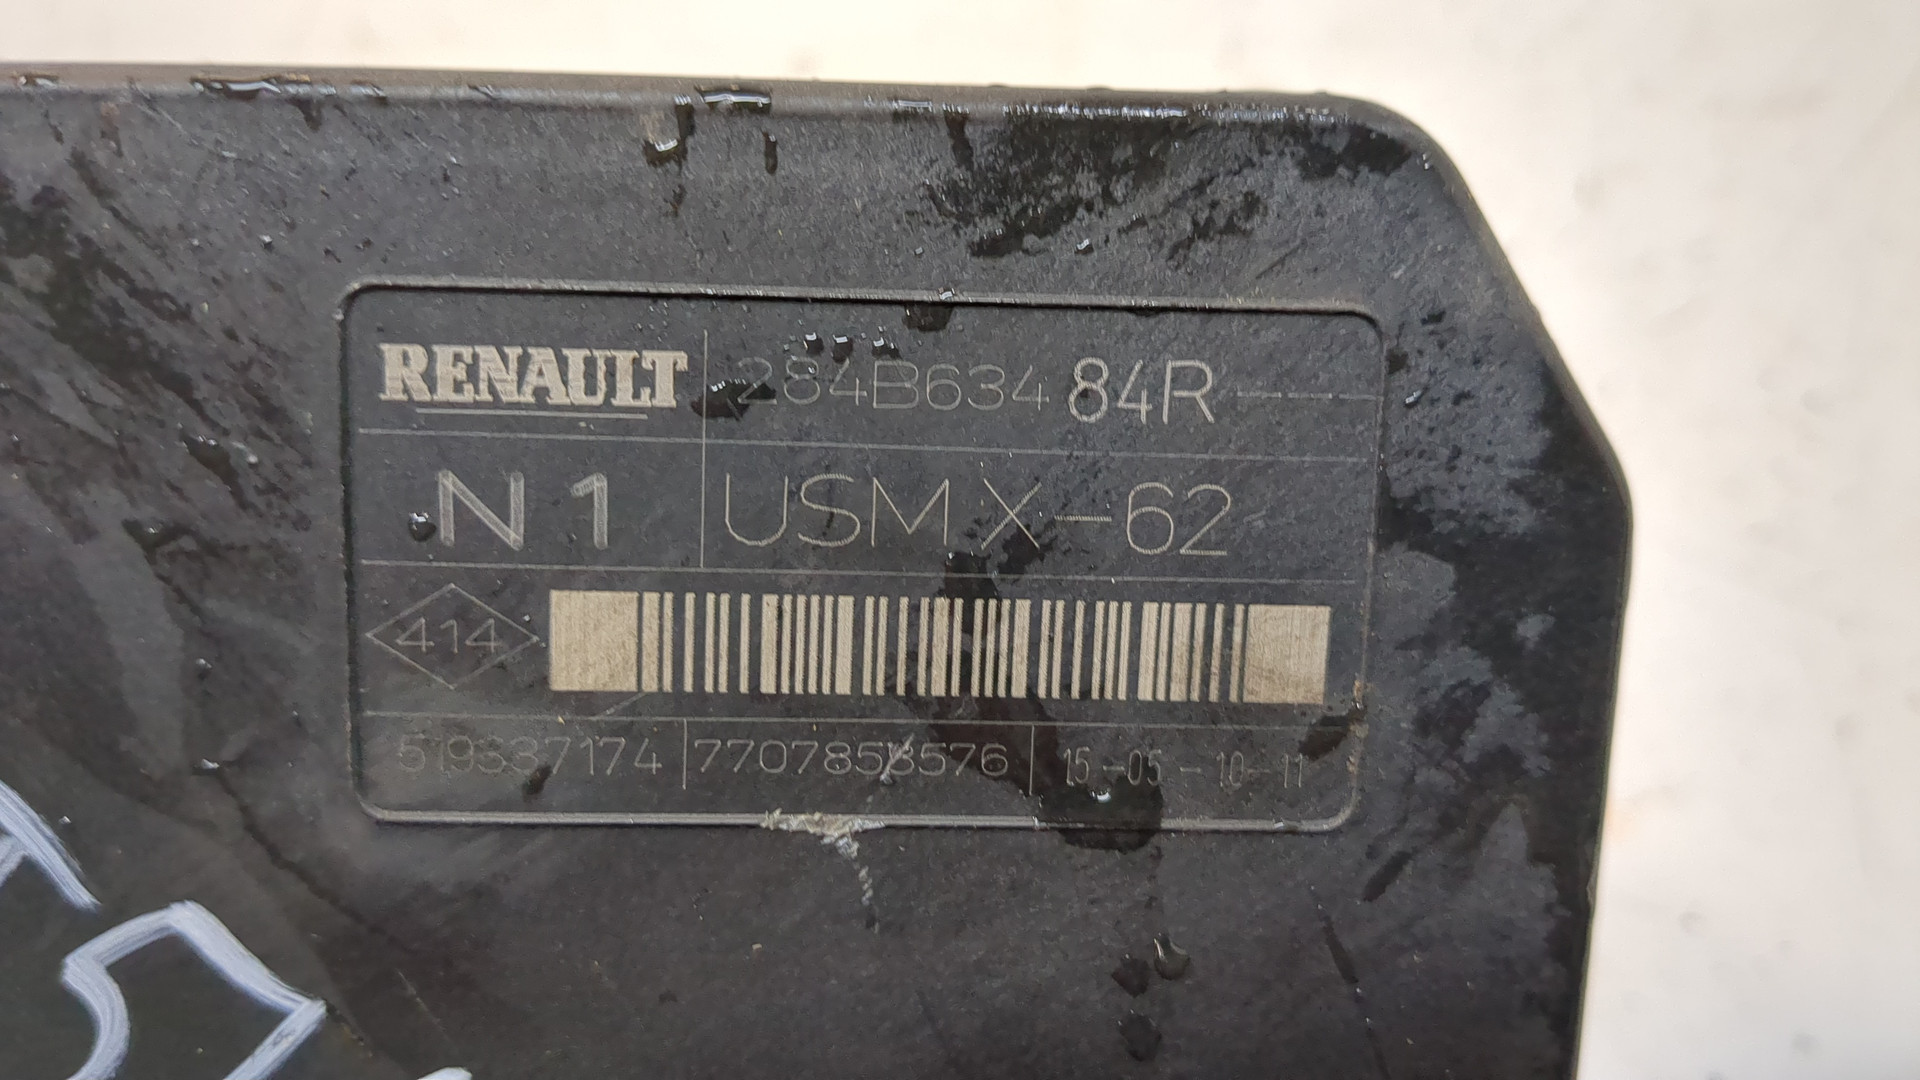 RENAULT 284B634 84R----
N1 USM X-62
414
519337174 7707858576 15-05-10-11